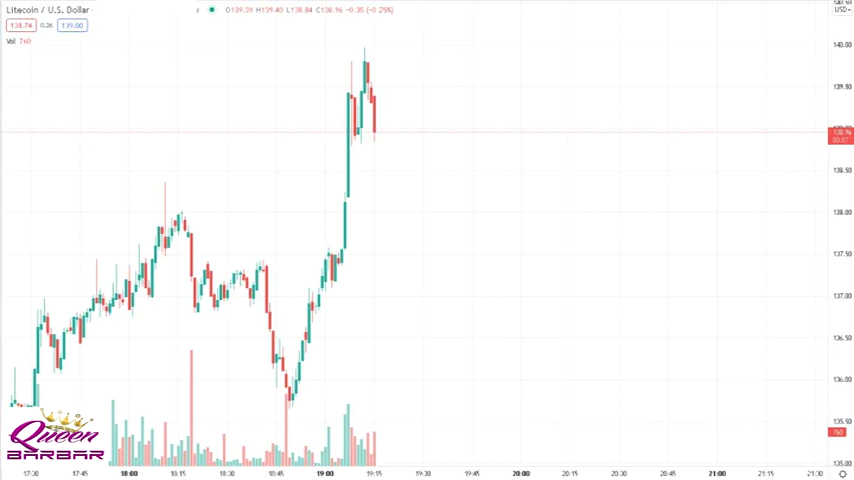 Litecoin / U.S. Dollar
O139.39 H139.40 L138.84 C138.96 -0.35 (-0.25%)
USD
138.74 0.26 139.00
Vol 760
140.00
139.50
138.96
00:07
138.50
138.00
137.50
137.00
136.50
136.00
135.50
760
135.00
Queen
BARBAR
17:30 17:45 18:00 18:15 18:30 18:45 19:00 19:15 19:30 19:45 20:00 20:15 20:30 20:45 21:00 21:15 21:30